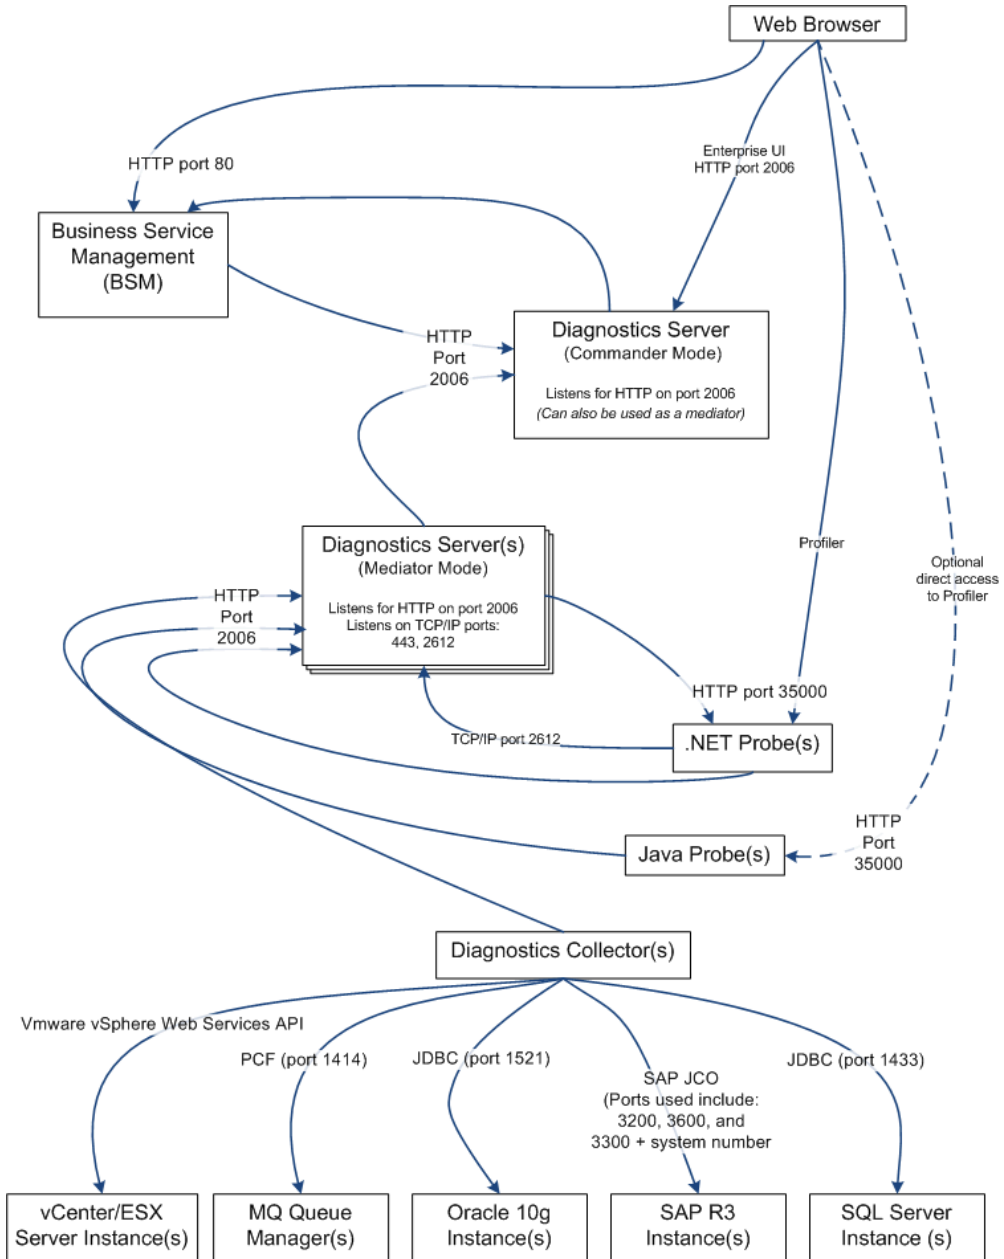 Web Browser
HTTP port 80
Enterprise UI
HTTP port 2006
Business Service
Management
(BSM)
HTTP
Port
2006
Diagnostics Server
(Commander Mode)
Listens for HTTP on port 2006
(Can also be used as a mediator)
Diagnostics Server(s)
(Mediator Mode)
Listens for HTTP on port 2006
Listens on TCP/IP ports:
443, 2612
HTTP
Port
2006
Profiler
Optional
direct access
to Profiler
HTTP port 35000
TCP/IP port 2612
.NET Probe(s)
HTTP
Port
35000
Java Probe(s)
Diagnostics Collector(s)
Vmware vSphere Web Services API
PCF (port 1414)
JDBC (port 1521)
SAP JCO
(Ports used include:
3200, 3600, and
3300 + system number
JDBC (port 1433)
vCenter/ESX
Server Instance(s)
MQ Queue
Manager(s)
Oracle 10g
Instance(s)
SAP R3
Instance(s)
SQL Server
Instance (s)